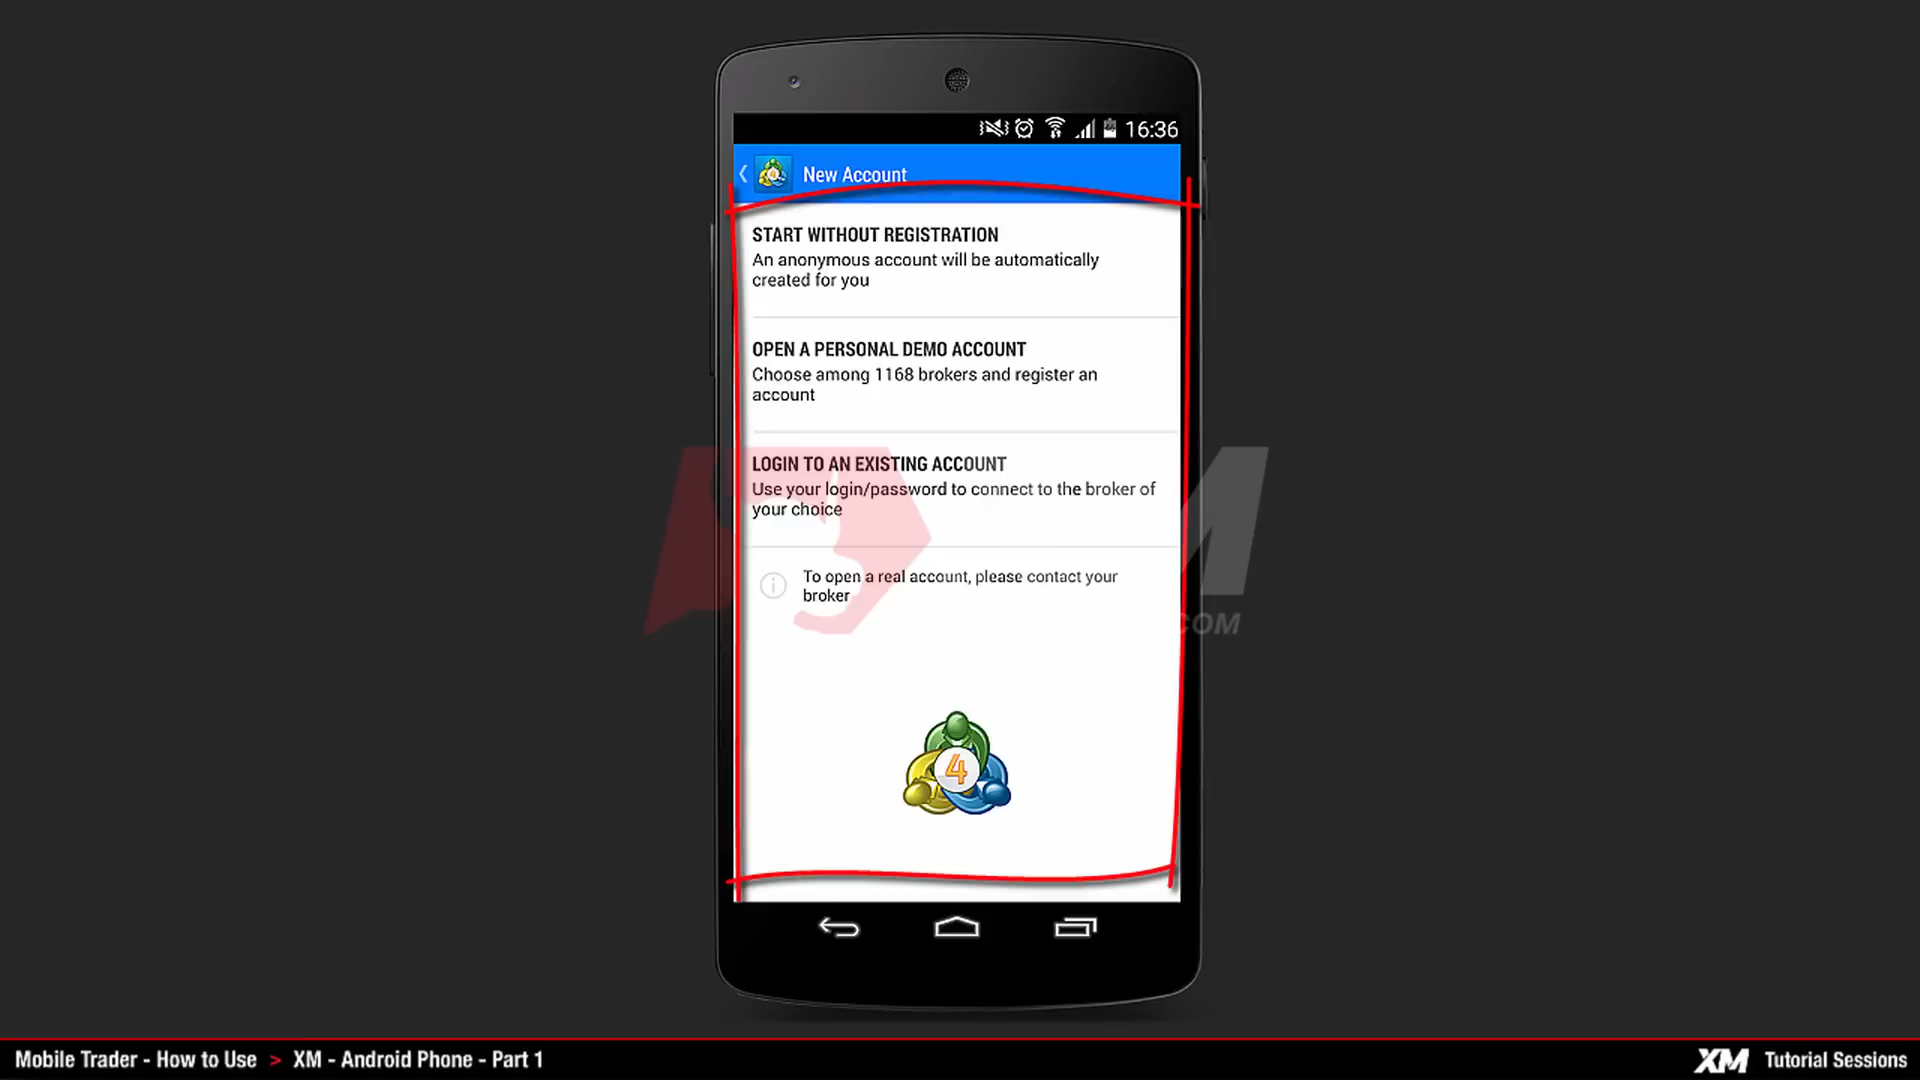 16:36
New Account
START WITHOUT REGISTRATION
An anonymous account will be automatically
created for you
OPEN A PERSONAL DEMO ACCOUNT
Choose among 1168 brokers and register an
account
LOGIN TO AN EXISTING ACCOUNT
Use your login/password to connect to the broker of
your choice
To open a real account, please contact your
broker
4
M
.COM
Mobile Trader - How to Use > XM - Android Phone - Part 1
XM Tutorial Sessions